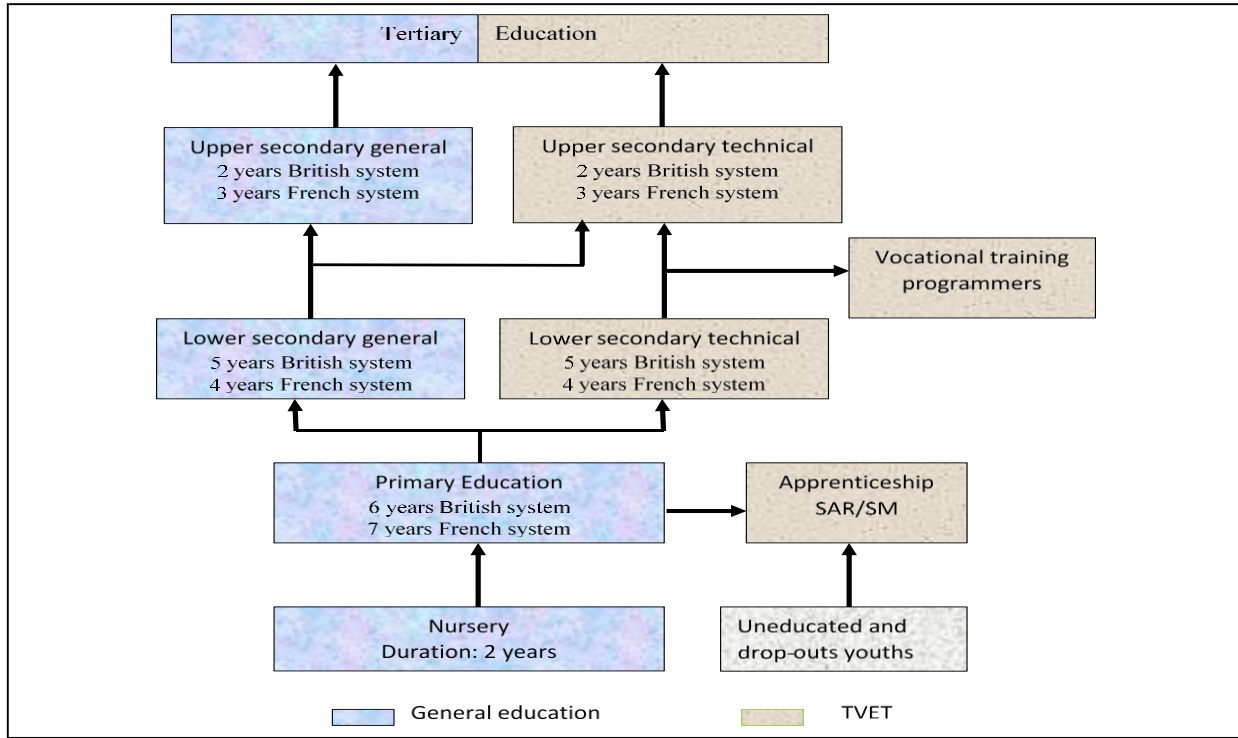 Tertiary Education
Upper secondary general
2 years British system
3 years French system
Upper secondary technical
2 years British system
3 years French system
Vocational training
programmers
Lower secondary general
5 years British system
4 years French system
Lower secondary technical
5 years British system
4 years French system
Primary Education
6 years British system
7 years French system
Apprenticeship
SAR/SM
Nursery
Duration: 2 years
Uneducated and
drop-outs youths
General education
TVET